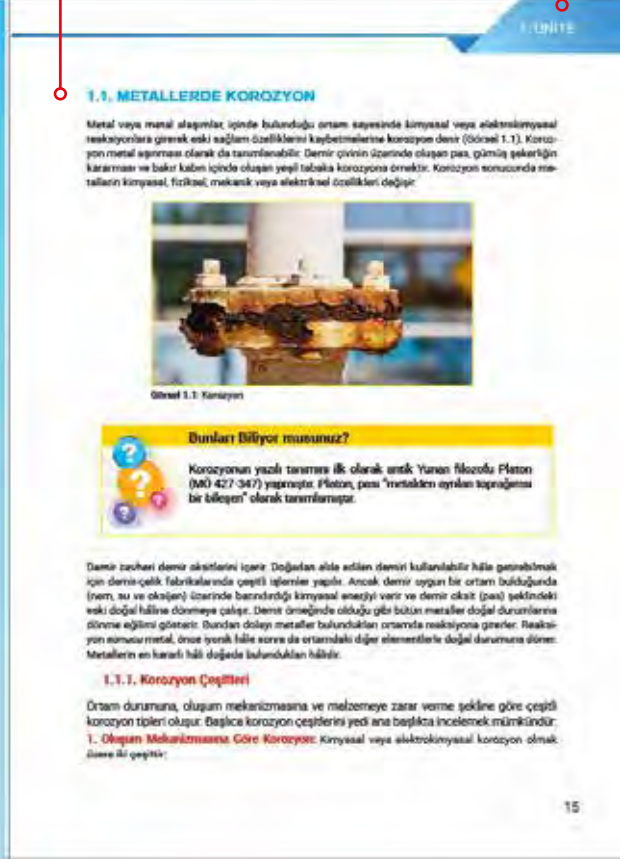 1. ÜNİTE
1.1. METALLERDE KOROZYON
Metal veya metal alaşımlar, içinde bulunduğu ortam sayesinde kimyasal veya elektrokimyasal
reaksiyonlara girerek eski sağlam özelliklerini kaybetmelerine korozyon denir (Görsel 1.1). Koroz-
yon metal aşınması olarak da tanımlanabilir. Demir çivinin üzerinde oluşan pas, gümüş şekerliğin
kararması ve bakır kabın içinde oluşan yeşil tabaka korozyona örnektir. Korozyon sonucunda me-
tallerin kimyasal, fiziksel, mekanik veya elektriksel özellikleri değişir.
Görsel 1.1: Korozyon
Bunları Biliyor musunuz?
Korozyonun yazılı tanımını ilk olarak antik Yunan filozofu Platon
(MÖ 427-347) yapmıştır. Platon, pası "metalden ayrılan toprağımsı
bir bileşen" olarak tanımlamıştır.
Demir cevheri demir oksitlerini içerir. Doğadan elde edilen demiri kullanılabilir hâle getirebilmek
için demir-çelik fabrikalarında çeşitli işlemler yapılır. Ancak demir uygun bir ortam bulduğunda
(nem, su ve oksijen) üzerinde barındırdığı kimyasal enerjiyi verir ve demir oksit (pas) şeklindeki
eski doğal hâline dönmeye çalışır. Demir örneğinde olduğu gibi bütün metaller doğal durumlarına
dönme eğilimi gösterir. Bundan dolayı metaller bulundukları ortamda reaksiyona girerler. Reaksi-
yon sonucu metal, önce iyonik hâle sonra da ortamdaki diğer elementlerle doğal durumuna döner.
Metallerin en kararlı hâli doğada bulundukları hâlidir.
1.1.1. Korozyon Çeşitleri
Ortam durumuna, oluşum mekanizmasına ve malzemeye zarar verme şekline göre çeşitli
korozyon tipleri oluşur. Başlıca korozyon çeşitlerini yedi ana başlıkta incelemek mümkündür:
1. Oluşum Mekanizmasına Göre Korozyon: Kimyasal veya elektrokimyasal korozyon olmak
üzere iki çeşittir:
15